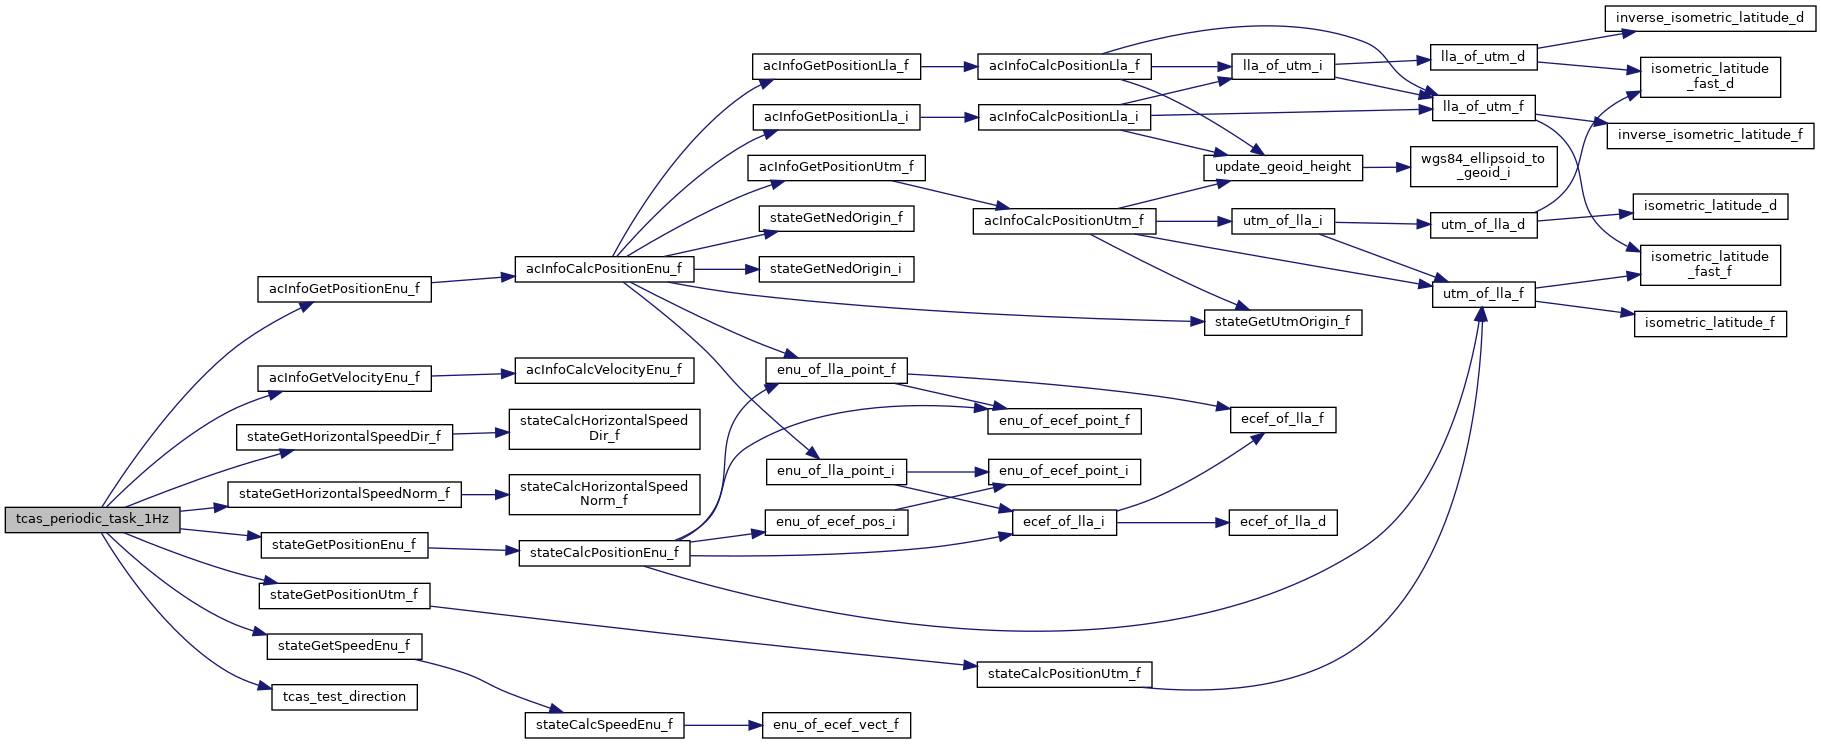 tcas_periodic_task_1Hz
acInfoGetPositionEnu_f
acInfoGetVelocityEnu_f
stateGetHorizontalSpeedDir_f
stateGetHorizontalSpeedNorm_f
stateGetPositionEnu_f
stateGetPositionUtm_f
stateGetSpeedEnu_f
tcas_test_direction
acInfoCalcPositionEnu_f
acInfoCalcVelocityEnu_f
stateCalcHorizontalSpeed
Dir_f
stateCalcHorizontalSpeed
Norm_f
stateCalcPositionEnu_f
stateCalcSpeedEnu_f
acInfoGetPositionLla_f
acInfoGetPositionLla_i
acInfoGetPositionUtm_f
stateGetNedOrigin_f
stateGetNedOrigin_i
enu_of_lla_point_f
enu_of_lla_point_i
enu_of_ecef_pos_i
enu_of_ecef_vect_f
acInfoCalcPositionLla_f
acInfoCalcPositionLla_i
acInfoCalcPositionUtm_f
enu_of_ecef_point_f
enu_of_ecef_point_i
ecef_of_lla_i
stateCalcPositionUtm_f
lla_of_utm_i
update_geoid_height
utm_of_lla_i
stateGetUtmOrigin_f
ecef_of_lla_f
ecef_of_lla_d
lla_of_utm_d
lla_of_utm_f
wgs84_ellipsoid_to
_geoid_i
utm_of_lla_d
utm_of_lla_f
inverse_isometric_latitude_d
isometric_latitude
_fast_d
inverse_isometric_latitude_f
isometric_latitude_d
isometric_latitude
_fast_f
isometric_latitude_f